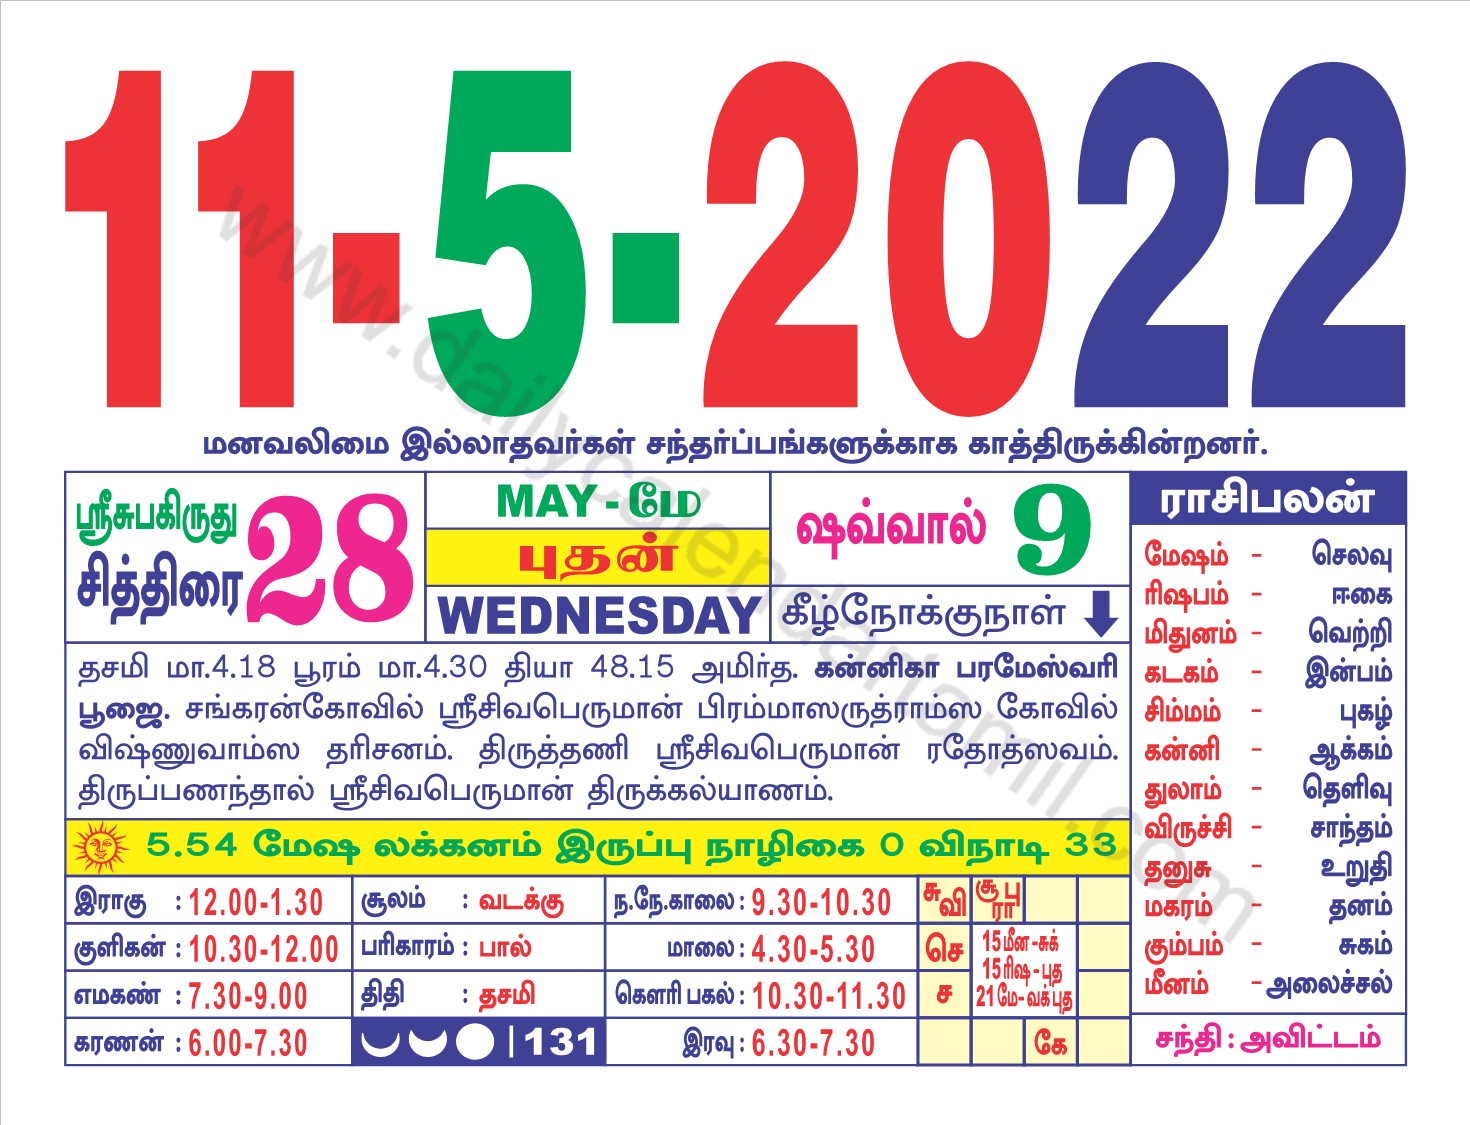 11-5-2022
மனவலிமை இல்லாதவர்கள் சந்தர்ப்பங்களுக்காக காத்திருக்கின்றனர்.
ஸ்ரீசுபகிருது
சித்திரை 28
MAY - மே
புதன்
WEDNESDAY
ஷவ்வால் 9
கீழ்நோக்குநாள்
தசமி மா.4.18 பூரம் மா.4.30 தியா 48.15 அமிர்த. கன்னிகா பரமேஸ்வரி
பூஜை. சங்கரன்கோவில் ஸ்ரீசிவபெருமான் பிரம்மாஸருத்ராம்ஸ கோவில்
விஷ்ணுவாம்ஸ தரிசனம். திருத்தணி ஸ்ரீசிவபெருமான் ரதோத்ஸவம்.
திருப்பணந்தால் ஸ்ரீசிவபெருமான் திருக்கல்யாணம்.
5.54 மேஷ லக்கனம் இருப்பு நாழிகை 0 விநாடி 33
இராகு : 12.00-1.30
குளிகன் : 10.30-12.00
எமகண் : 7.30-9.00
கரணன் : 6.00-7.30
சூலம் : வடக்கு
பரிகாரம் : பால்
திதி : தசமி
131
ந.நே.காலை : 9.30-10.30
மாலை : 4.30-5.30
கௌரி பகல் : 10.30-11.30
இரவு : 6.30-7.30
சு வி
சூ பு ரா
செ
ச
15 மீன - சுக்
15 ரிஷ - புத
21 மே - வக் புத
கே
ராசிபலன்
மேஷம் - செலவு
ரிஷபம் - ஈகை
மிதுனம் - வெற்றி
கடகம் - இன்பம்
சிம்மம் - புகழ்
கன்னி - ஆக்கம்
துலாம் - தெளிவு
விருச்சி - சாந்தம்
தனுசு - உறுதி
மகரம் - தனம்
கும்பம் - சுகம்
மீனம் - அலைச்சல்
சந்தி : அவிட்டம்
www.dailycalendartamil.com